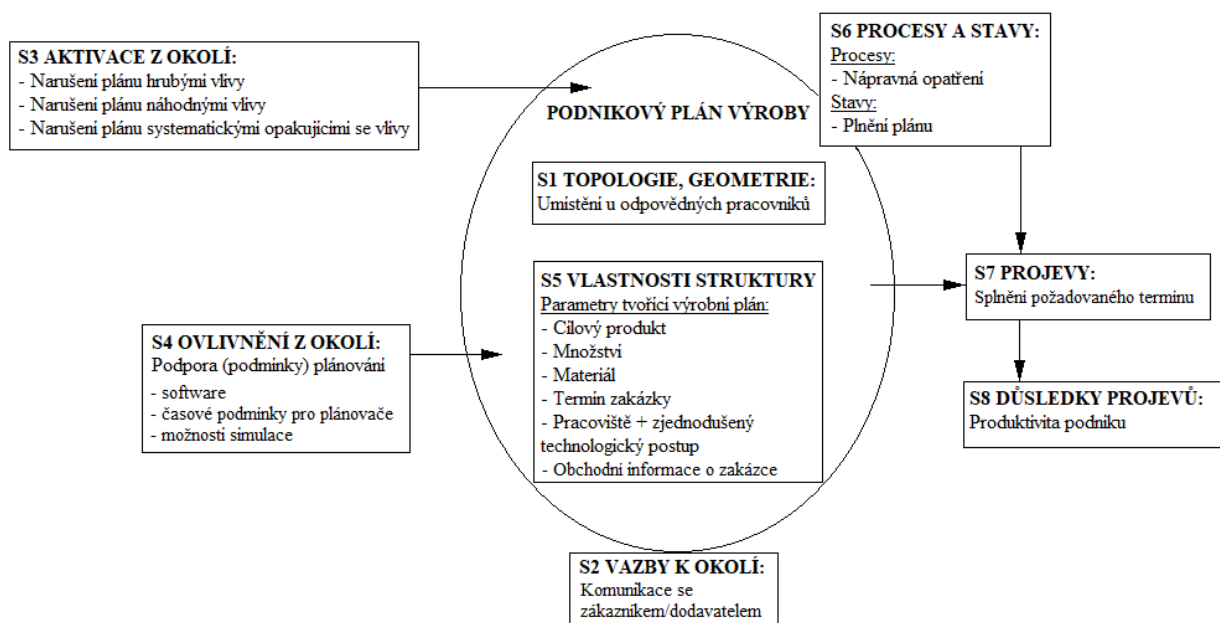 S3 AKTIVACE Z OKOLÍ:
- Narušení plánu hrubými vlivy
- Narušení plánu náhodnými vlivy
- Narušení plánu systematickými opakujícími se vlivy
S6 PROCESY A STAVY:
Procesy:
- Nápravná opatření
Stavy:
- Plnění plánu
PODNIKOVÝ PLÁN VÝROBY
S1 TOPOLOGIE, GEOMETRIE:
Umístění u odpovědných pracovníků
S5 VLASTNOSTI STRUKTURY
Parametry tvořící výrobní plán:
- Cílový produkt
- Množství
- Materiál
- Termín zakázky
- Pracoviště + zjednodušený
technologický postup
- Obchodní informace o zakázce
S4 OVLIVNĚNÍ Z OKOLÍ:
Podpora (podmínky) plánování
- software
- časové podmínky pro plánovače
- možnosti simulace
S7 PROJEVY:
Splnění požadovaného termínu
S8 DŮSLEDKY PROJEVŮ:
Produktivita podniku
S2 VAZBY K OKOLÍ:
Komunikace se
zákazníkem/dodavatelem